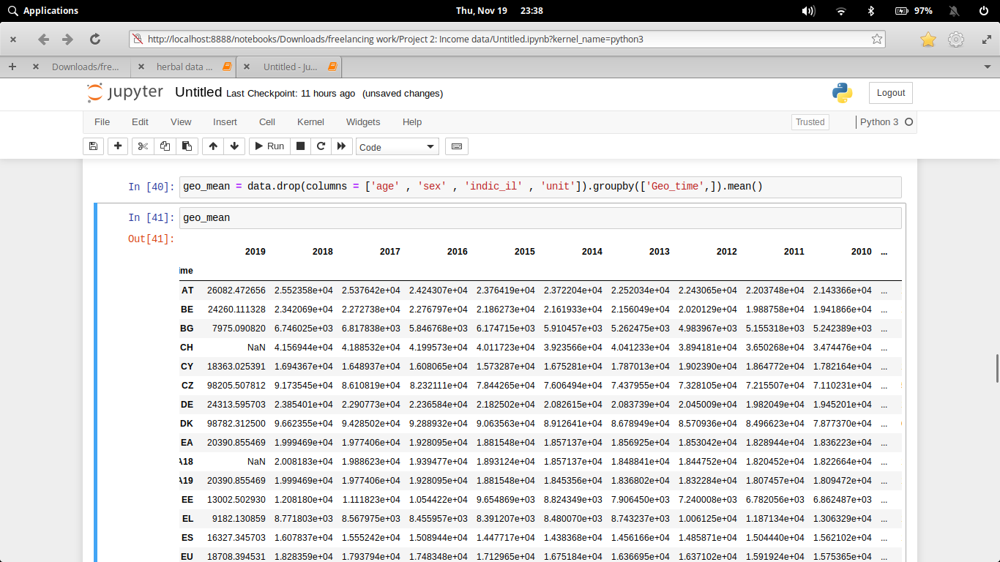 Applications Thu, Nov 19 23:38 97%
http://localhost:8888/notebooks/Downloads/freelancing work/Project 2: Income data/Untitled.ipynb?kernel_name=python3
Downloads/fre... herbal data ... Untitled - Ju...
jupyter Untitled Last Checkpoint: 11 hours ago (unsaved changes) Logout
File Edit View Insert Cell Kernel Widgets Help Trusted Python 3
Run Code
In [40]: geo_mean = data.drop(columns = ['age' , 'sex' , 'indic_il' , 'unit']).groupby(['Geo_time',]).mean()
In [41]: geo_mean
Out[41]:
2019 2018 2017 2016 2015 2014 2013 2012 2011 2010 ...
ime
AT 26082.472656 2.552358e+04 2.537642e+04 2.424307e+04 2.376419e+04 2.372204e+04 2.252034e+04 2.243065e+04 2.203748e+04 2.143366e+04 ...
BE 24260.111328 2.342069e+04 2.272738e+04 2.276797e+04 2.186273e+04 2.161933e+04 2.156049e+04 2.020129e+04 1.988758e+04 1.941866e+04 ...
BG 7975.090820 6.746025e+03 6.817838e+03 5.846768e+03 6.174715e+03 5.910457e+03 5.262475e+03 4.983967e+03 5.155318e+03 5.242389e+03 ...
CH NaN 4.156944e+04 4.188532e+04 4.199573e+04 4.011723e+04 3.923566e+04 4.041233e+04 3.894181e+04 3.650268e+04 3.474476e+04 ...
CY 18363.025391 1.694367e+04 1.648937e+04 1.608065e+04 1.573287e+04 1.675281e+04 1.787013e+04 1.902390e+04 1.864772e+04 1.782164e+04 ...
CZ 98205.507812 9.173545e+04 8.610819e+04 8.232111e+04 7.844265e+04 7.606494e+04 7.437955e+04 7.328105e+04 7.215507e+04 7.110231e+04 ...
DE 24313.595703 2.385401e+04 2.290773e+04 2.236584e+04 2.182502e+04 2.082615e+04 2.083739e+04 2.045009e+04 1.982049e+04 1.945201e+04 ...
DK 98782.312500 9.662355e+04 9.428502e+04 9.288932e+04 9.063563e+04 8.912641e+04 8.678949e+04 8.570936e+04 8.496623e+04 7.877370e+04 ...
EA 20390.855469 1.999469e+04 1.977406e+04 1.928095e+04 1.881548e+04 1.857137e+04 1.856925e+04 1.853042e+04 1.828944e+04 1.836223e+04 ...
A18 NaN 2.008183e+04 1.988623e+04 1.939477e+04 1.893124e+04 1.857137e+04 1.848841e+04 1.844752e+04 1.820452e+04 1.822664e+04 ...
A19 20390.855469 1.999469e+04 1.977406e+04 1.928095e+04 1.881548e+04 1.845356e+04 1.836802e+04 1.832284e+04 1.807457e+04 1.809472e+04 ...
EE 13002.502930 1.208180e+04 1.111823e+04 1.054422e+04 9.654869e+03 8.824349e+03 7.906450e+03 7.240008e+03 6.782056e+03 6.862487e+03 ...
EL 9182.130859 8.771803e+03 8.567975e+03 8.455957e+03 8.391207e+03 8.480070e+03 8.743237e+03 1.006125e+04 1.187134e+04 1.306329e+04 ...
ES 16327.345703 1.607837e+04 1.555242e+04 1.508944e+04 1.447717e+04 1.438368e+04 1.456166e+04 1.485871e+04 1.504440e+04 1.562102e+04 ...
EU 18708.394531 1.828359e+04 1.793794e+04 1.748348e+04 1.712965e+04 1.675184e+04 1.636695e+04 1.637102e+04 1.591924e+04 1.575365e+04 ...